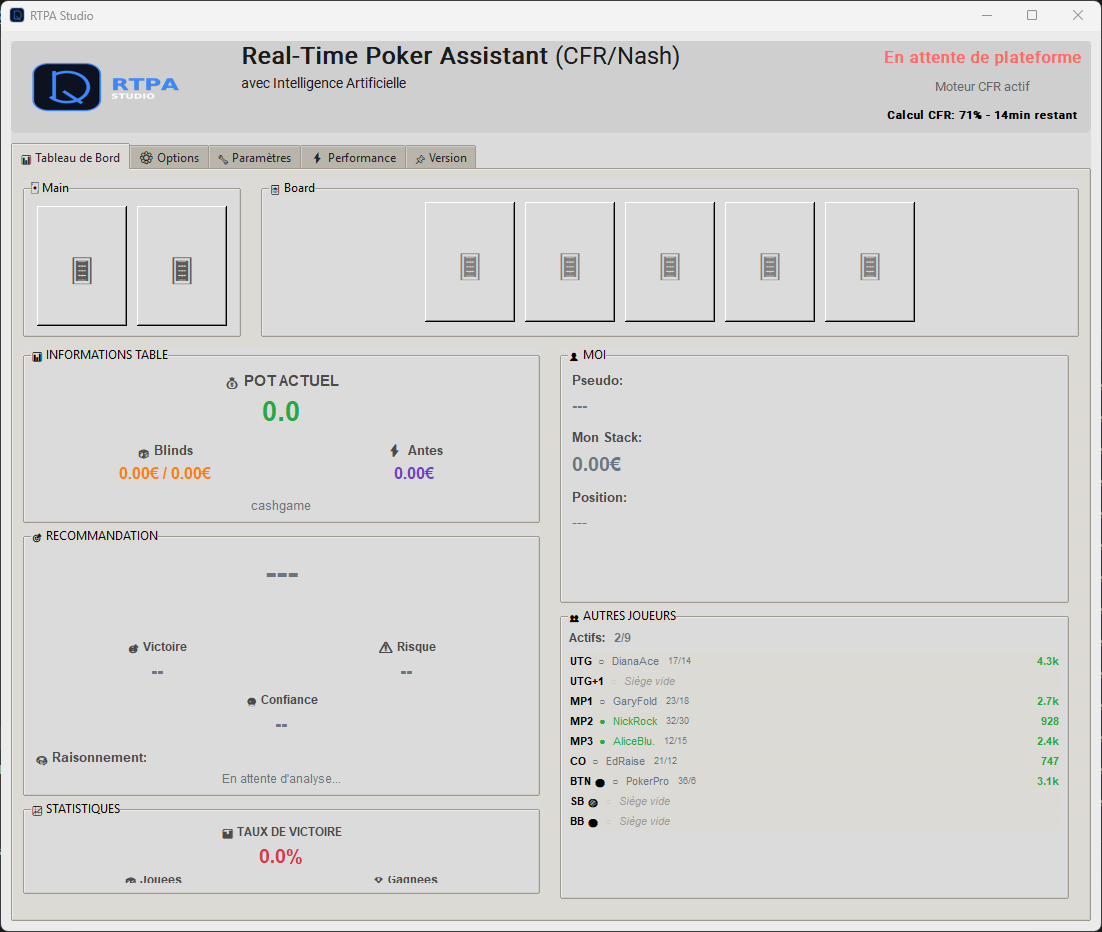 RTPA Studio
RTPA
STUDIO
Real-Time Poker Assistant (CFR/Nash)
avec Intelligence Artificielle
En attente de plateforme
Moteur CFR actif
Calcul CFR: 71% - 14min restant
Tableau de Bord
Options
Paramètres
Performance
Version
Main
Board
INFORMATIONS TABLE
POT ACTUEL
0.0
Blinds
Antes
0.00€ / 0.00€
0.00€
cashgame
RECOMMANDATION
---
Victoire
Risque
--
--
Confiance
--
Raisonnement:
En attente d'analyse...
STATISTIQUES
TAUX DE VICTOIRE
0.0%
Jouées
Gagnées
MOI
Pseudo:
---
Mon Stack:
0.00€
Position:
---
AUTRES JOUEURS
Actifs: 2/9
UTG DianaAce 17/14 4.3k
UTG+1 Siège vide
MP1 GaryFold 23/18 2.7k
MP2 NickRock 32/30 928
MP3 AliceBlu. 12/15 2.4k
CO EdRaise 21/12 747
BTN PokerPro 36/6 3.1k
SB Siège vide
BB Siège vide